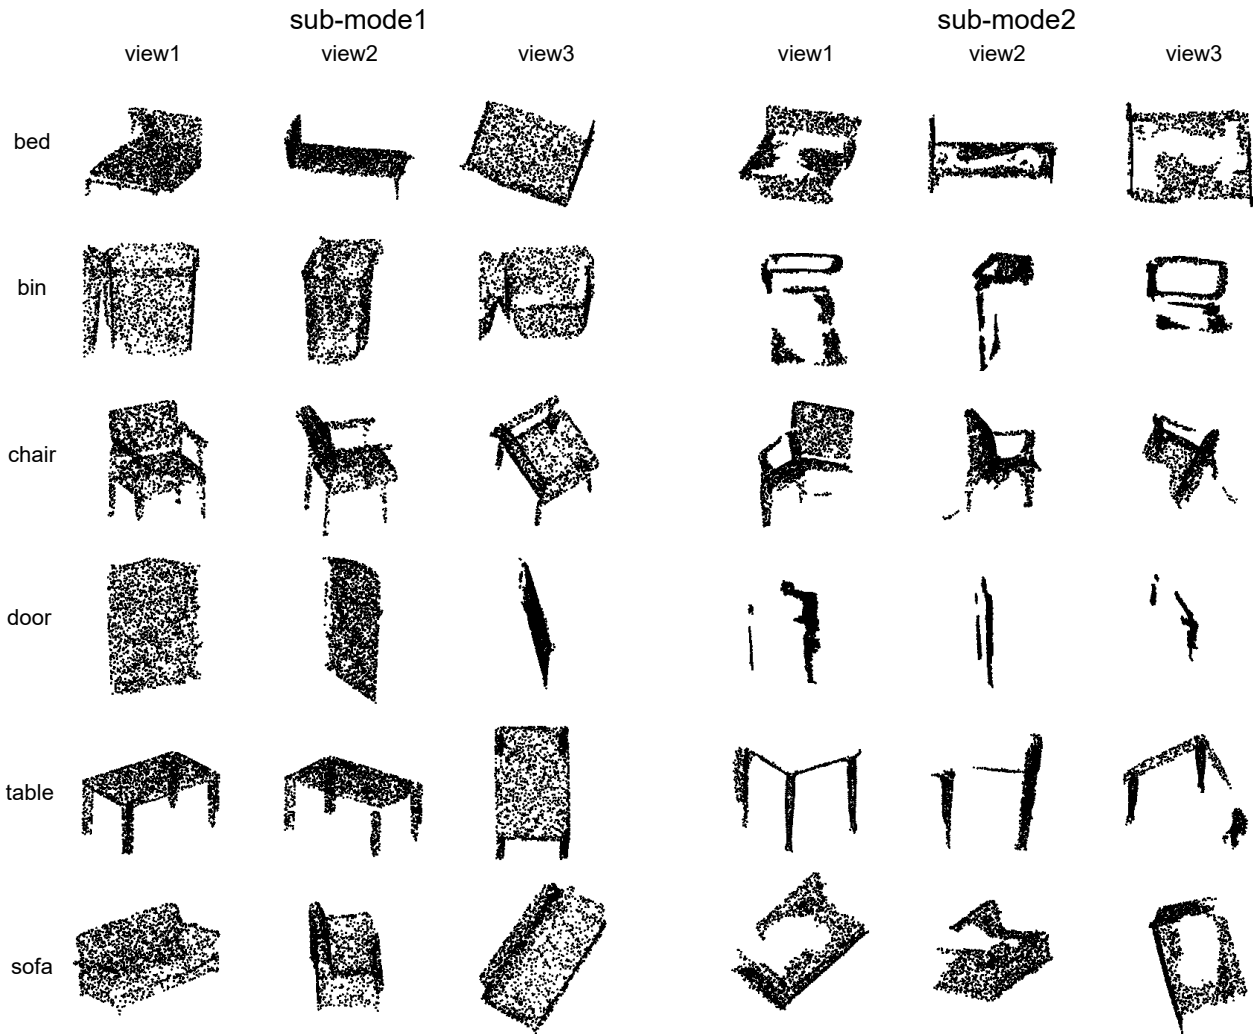 sub-mode1 sub-mode2
view1 view2 view3 view1 view2 view3
bed
bin
chair
door
table
sofa